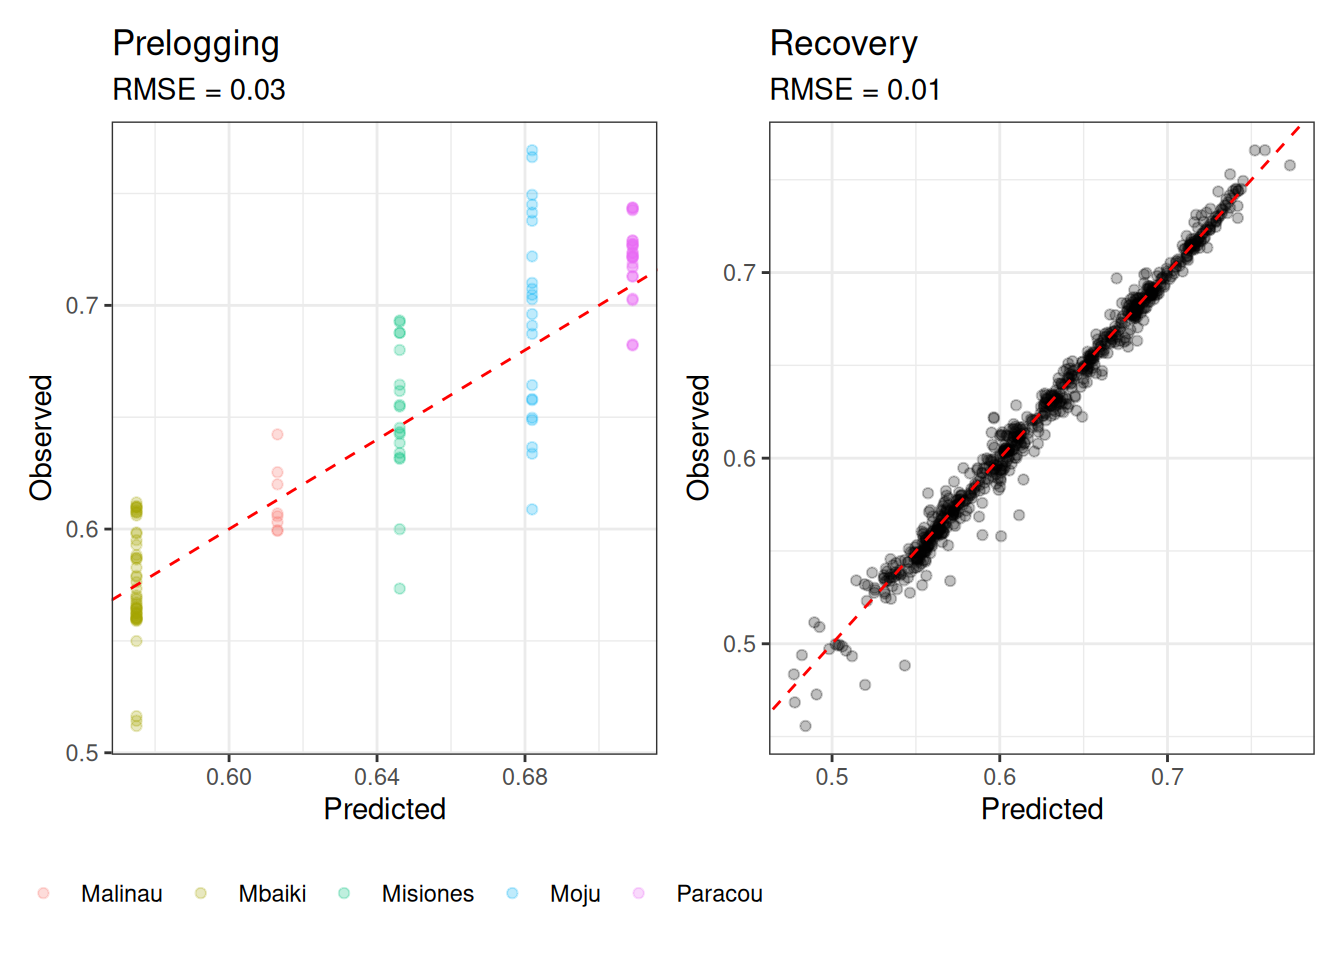 Prelogging
RMSE = 0.03
Observed
0.7
0.6
0.5
0.60 0.64 0.68
Predicted
Recovery
RMSE = 0.01
Observed
0.7
0.6
0.5
0.5 0.6 0.7
Predicted
Malinau Mbaiki Misiones Moju Paracou